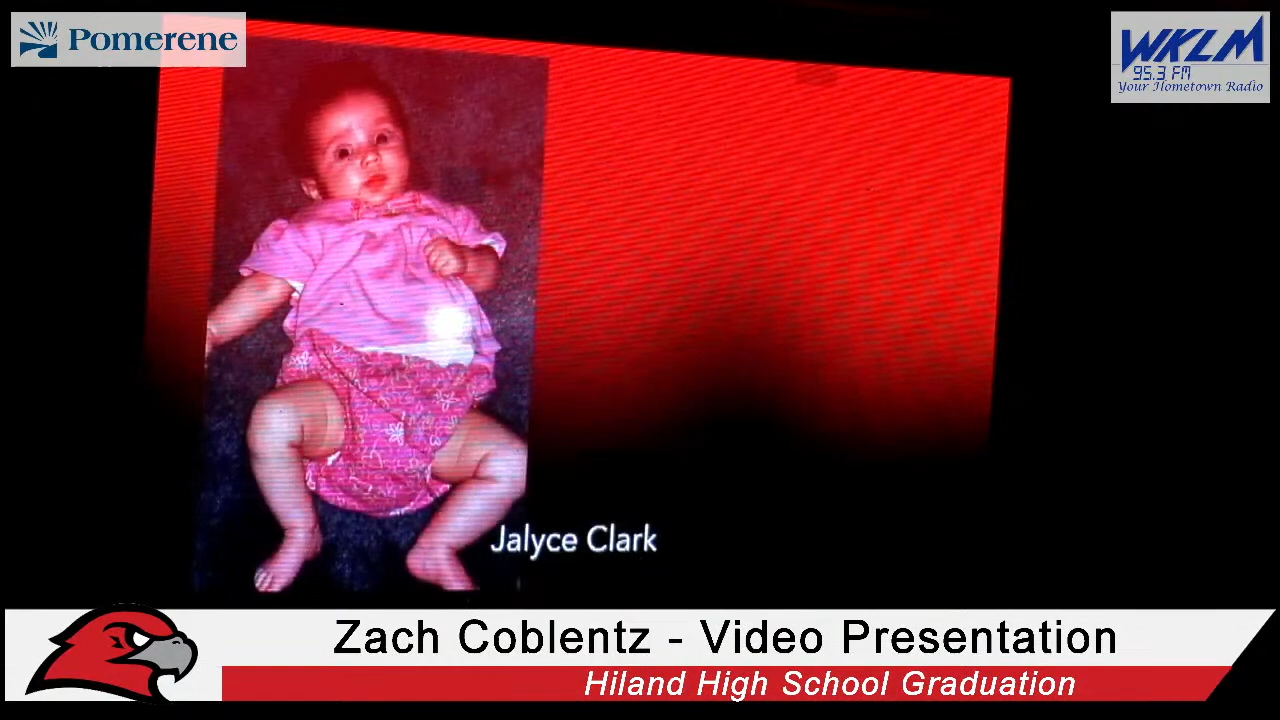 Pomerene
WKLM
95.3 FM
Your Hometown Radio
Jalyce Clark
Zach Coblentz - Video Presentation
Hiland High School Graduation